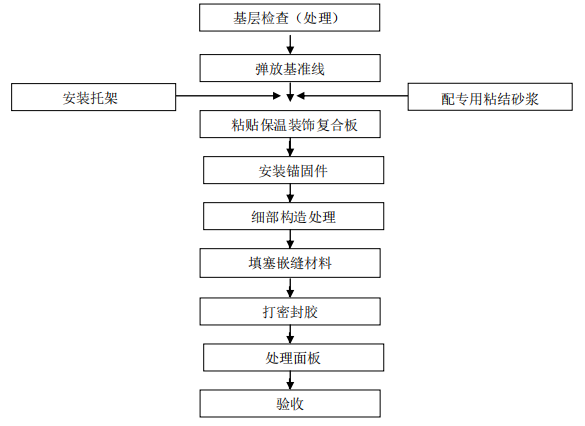 基层检查（处理）
弹放基准线
安装托架
配专用粘结砂浆
粘贴保温装饰复合板
安装锚固件
细部构造处理
填塞嵌缝材料
打密封胶
处理面板
验收